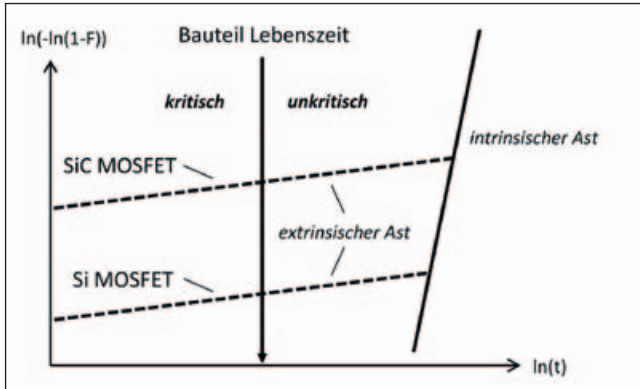 ln(-ln(1-F))
Bauteil Lebenszeit
kritisch
unkritisch
intrinsischer Ast
SiC MOSFET
extrinsischer Ast
Si MOSFET
ln(t)